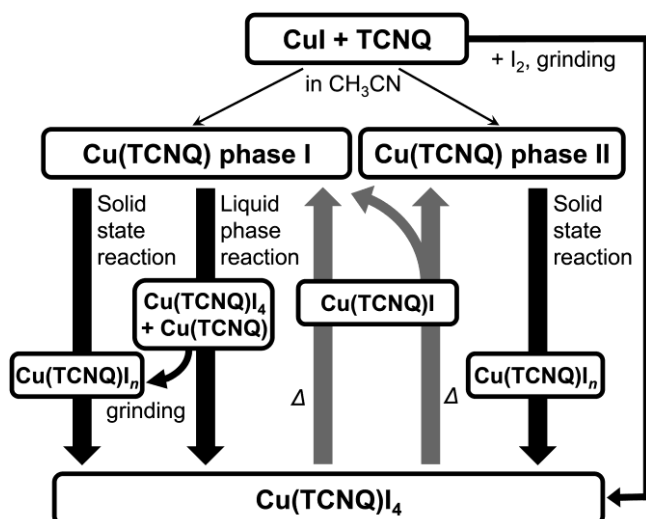 CuI + TCNQ
+ I₂, grinding
in CH₃CN
Cu(TCNQ) phase I
Cu(TCNQ) phase II
Solid
state
reaction
Liquid
phase
reaction
Solid
state
reaction
Cu(TCNQ)I₄
+ Cu(TCNQ)
Cu(TCNQ)I
Cu(TCNQ)Iₙ
grinding
Δ
Δ
Cu(TCNQ)Iₙ
Cu(TCNQ)I₄